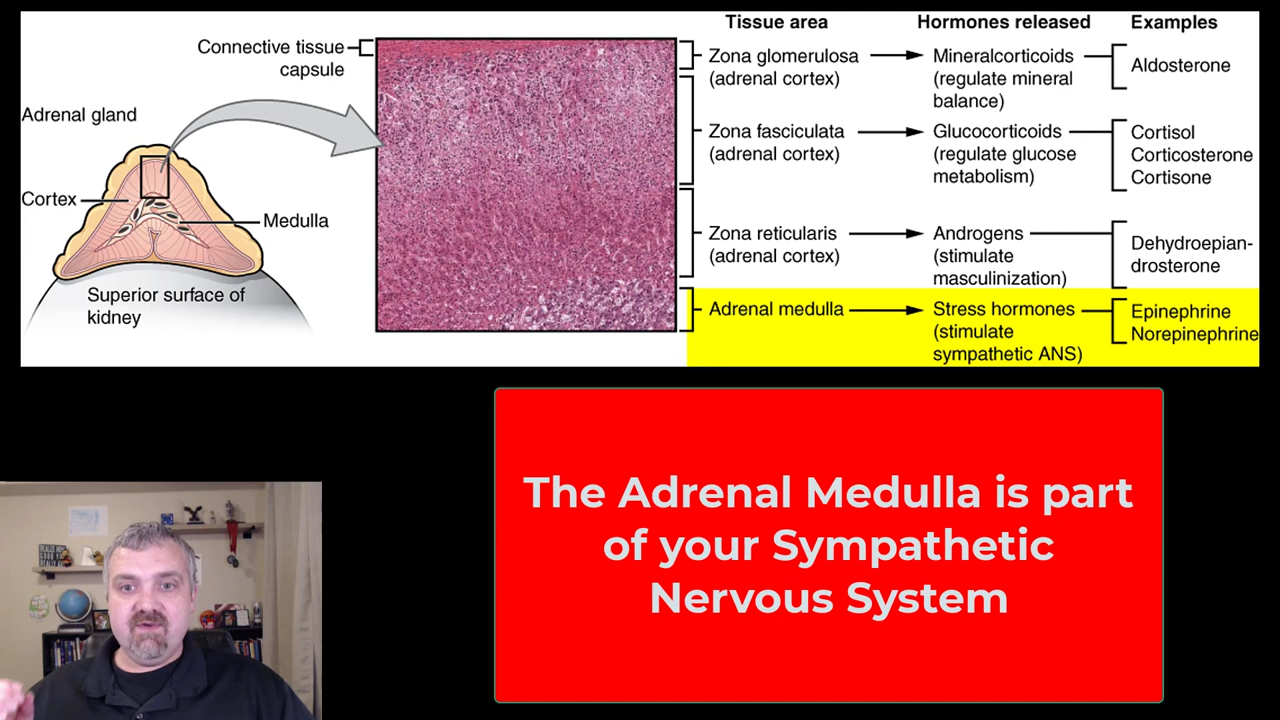 Tissue area
Hormones released
Examples
Connective tissue
capsule
Adrenal gland
Cortex
Medulla
Superior surface of
kidney
Zona glomerulosa
(adrenal cortex)
Mineralcorticoids
(regulate mineral
balance)
Aldosterone
Zona fasciculata
(adrenal cortex)
Glucocorticoids
(regulate glucose
metabolism)
Cortisol
Corticosterone
Cortisone
Zona reticularis
(adrenal cortex)
Androgens
(stimulate
masculinization)
Dehydroepian-
drosterone
Adrenal medulla
Stress hormones
(stimulate
sympathetic ANS)
Epinephrine
Norepinephrine
The Adrenal Medulla is part
of your Sympathetic
Nervous System